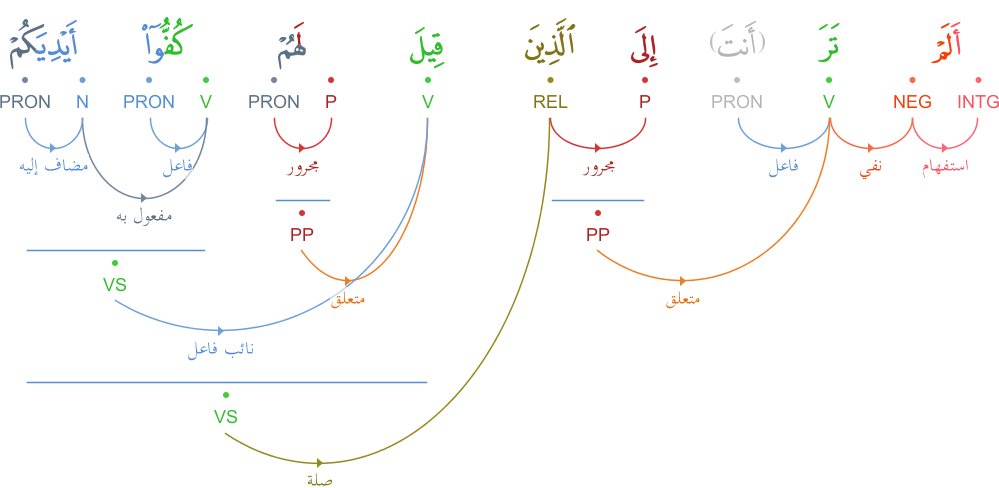 أَلَمْ تَرَ (أَنتَ) إِلَى ٱلَّذِينَ قِيلَ لَهُمْ كُفُّوٓا۟ أَيْدِيَكُمْ
INTG NEG V PRON P REL V P PRON V PRON N PRON
استفهام نفي فاعل مجرور مجرور فاعل مضاف إليه
مفعول به
PP PP
VS
متعلق متعلق
نائب فاعل
VS
صلة